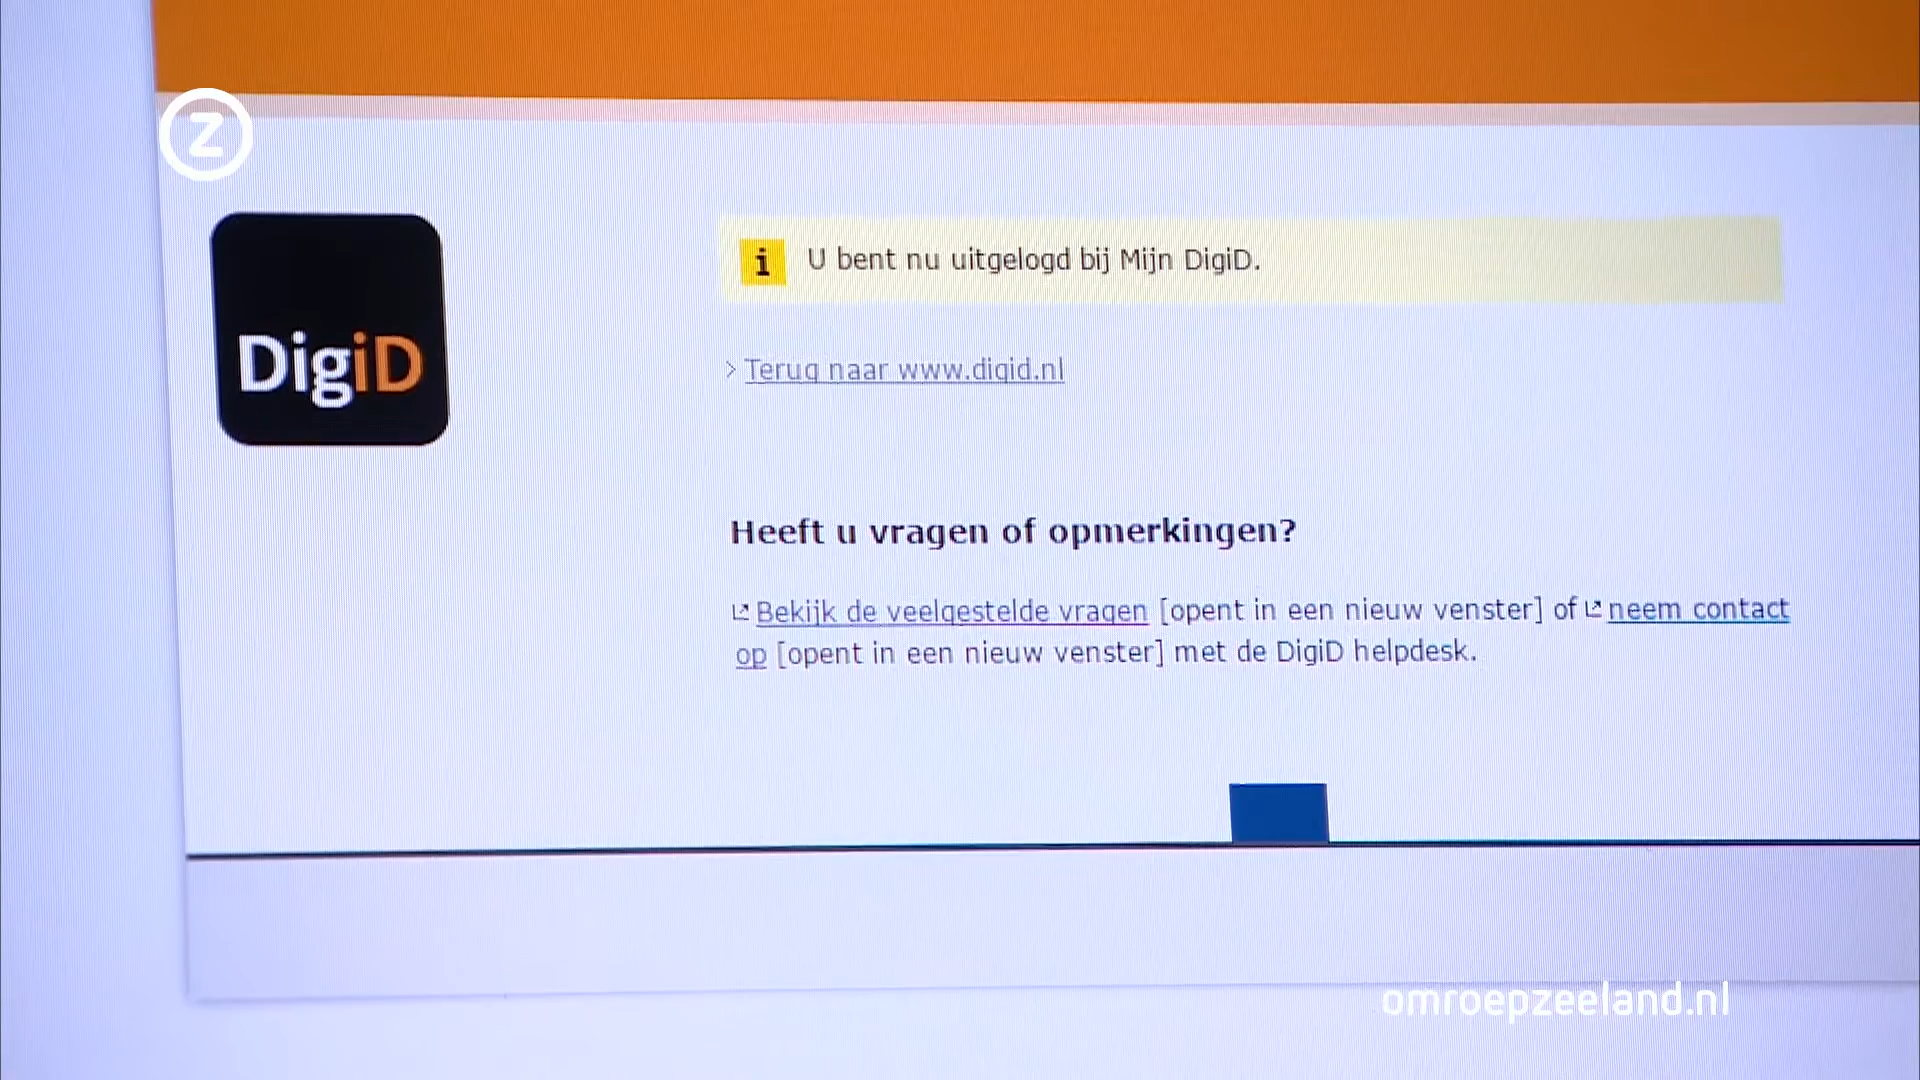 Z
DigiD
i U bent nu uitgelogd bij Mijn DigiD.
> Terug naar www.digid.nl
Heeft u vragen of opmerkingen?
Bekijk de veelgestelde vragen [opent in een nieuw venster] of neem contact
op [opent in een nieuw venster] met de DigiD helpdesk.
omroepzeeland.nl